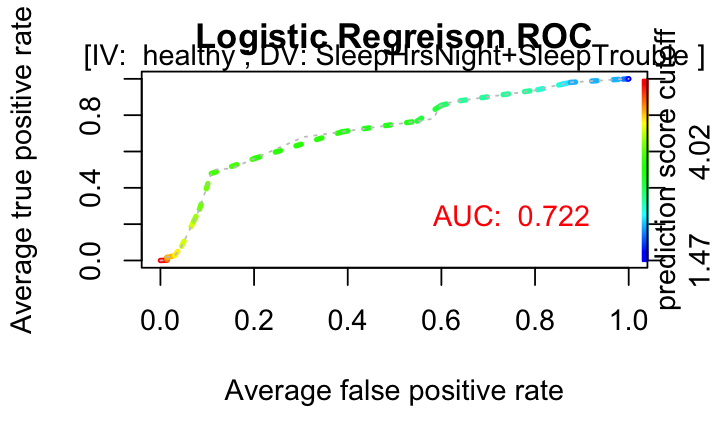 Logistic Regreison ROC
[IV:  healthy , DV: SleepHrsNight+SleepTrouble ]
Average true positive rate
0.8
0.4
0.0
AUC:  0.722
prediction score cutoff
4.02
1.47
0.0 0.2 0.4 0.6 0.8 1.0
Average false positive rate